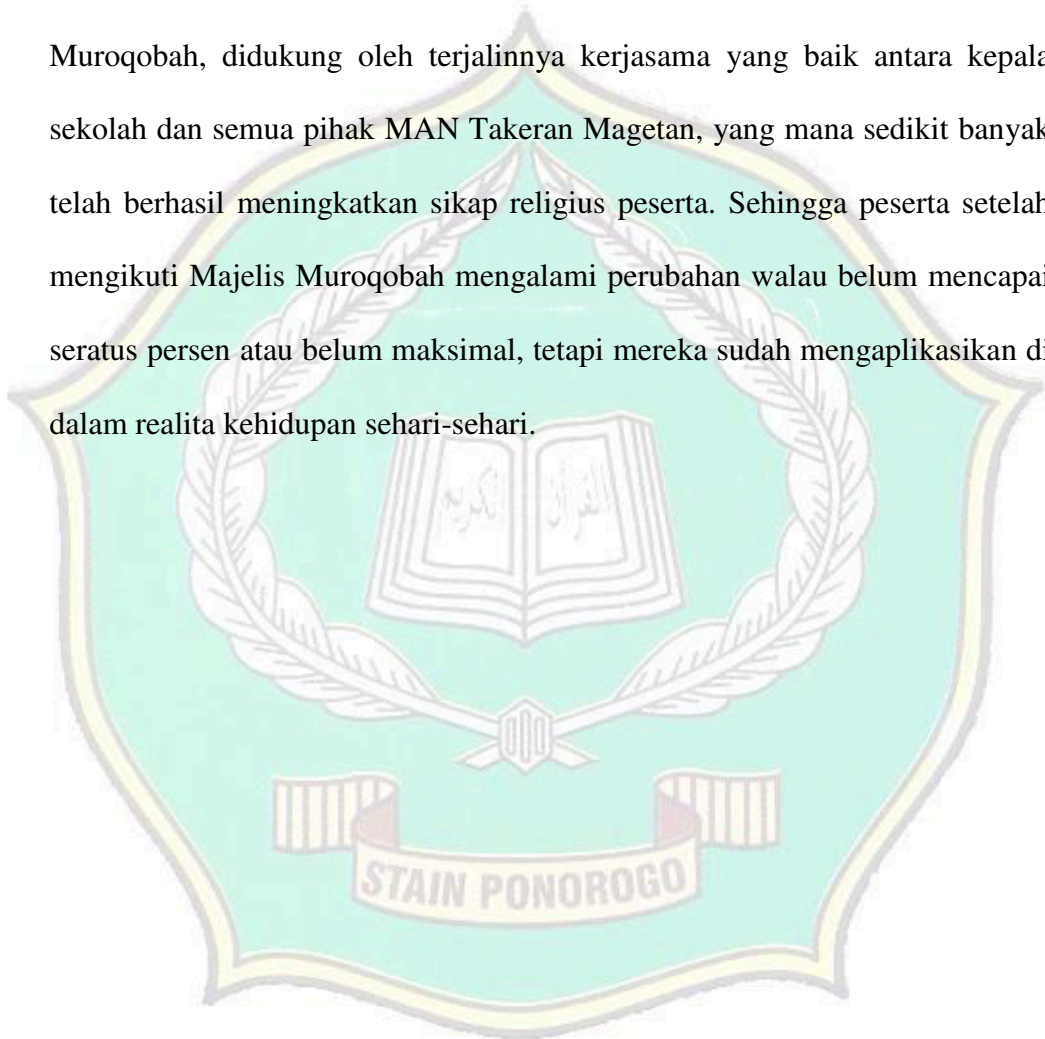 Muroqobah, didukung oleh terjalinnya kerjasama yang baik antara kepala
sekolah dan semua pihak MAN Takeran Magetan, yang mana sedikit banyak
telah berhasil meningkatkan sikap religius peserta. Sehingga peserta setelah
mengikuti Majelis Muroqobah mengalami perubahan walau belum mencapai
seratus persen atau belum maksimal, tetapi mereka sudah mengaplikasikan di
dalam realita kehidupan sehari-sehari.
القرآن الكريم
STAIN PONOROGO